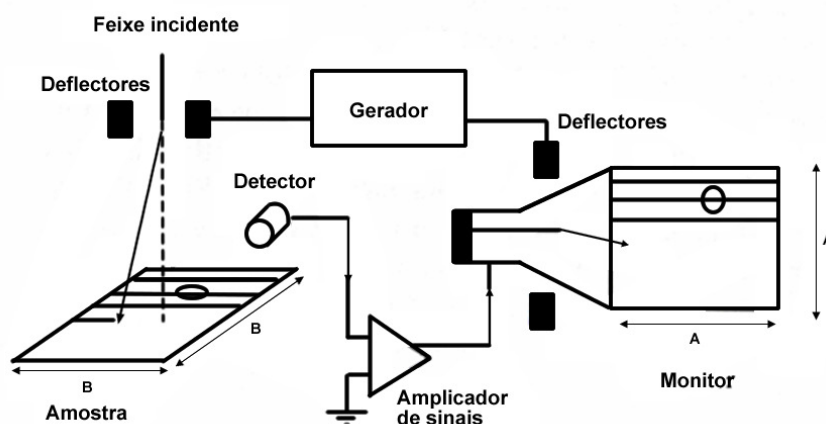 Feixe incidente
Deflectores
Gerador
Deflectores
Detector
B
B
Amostra
Amplicador
de sinais
A
A
Monitor